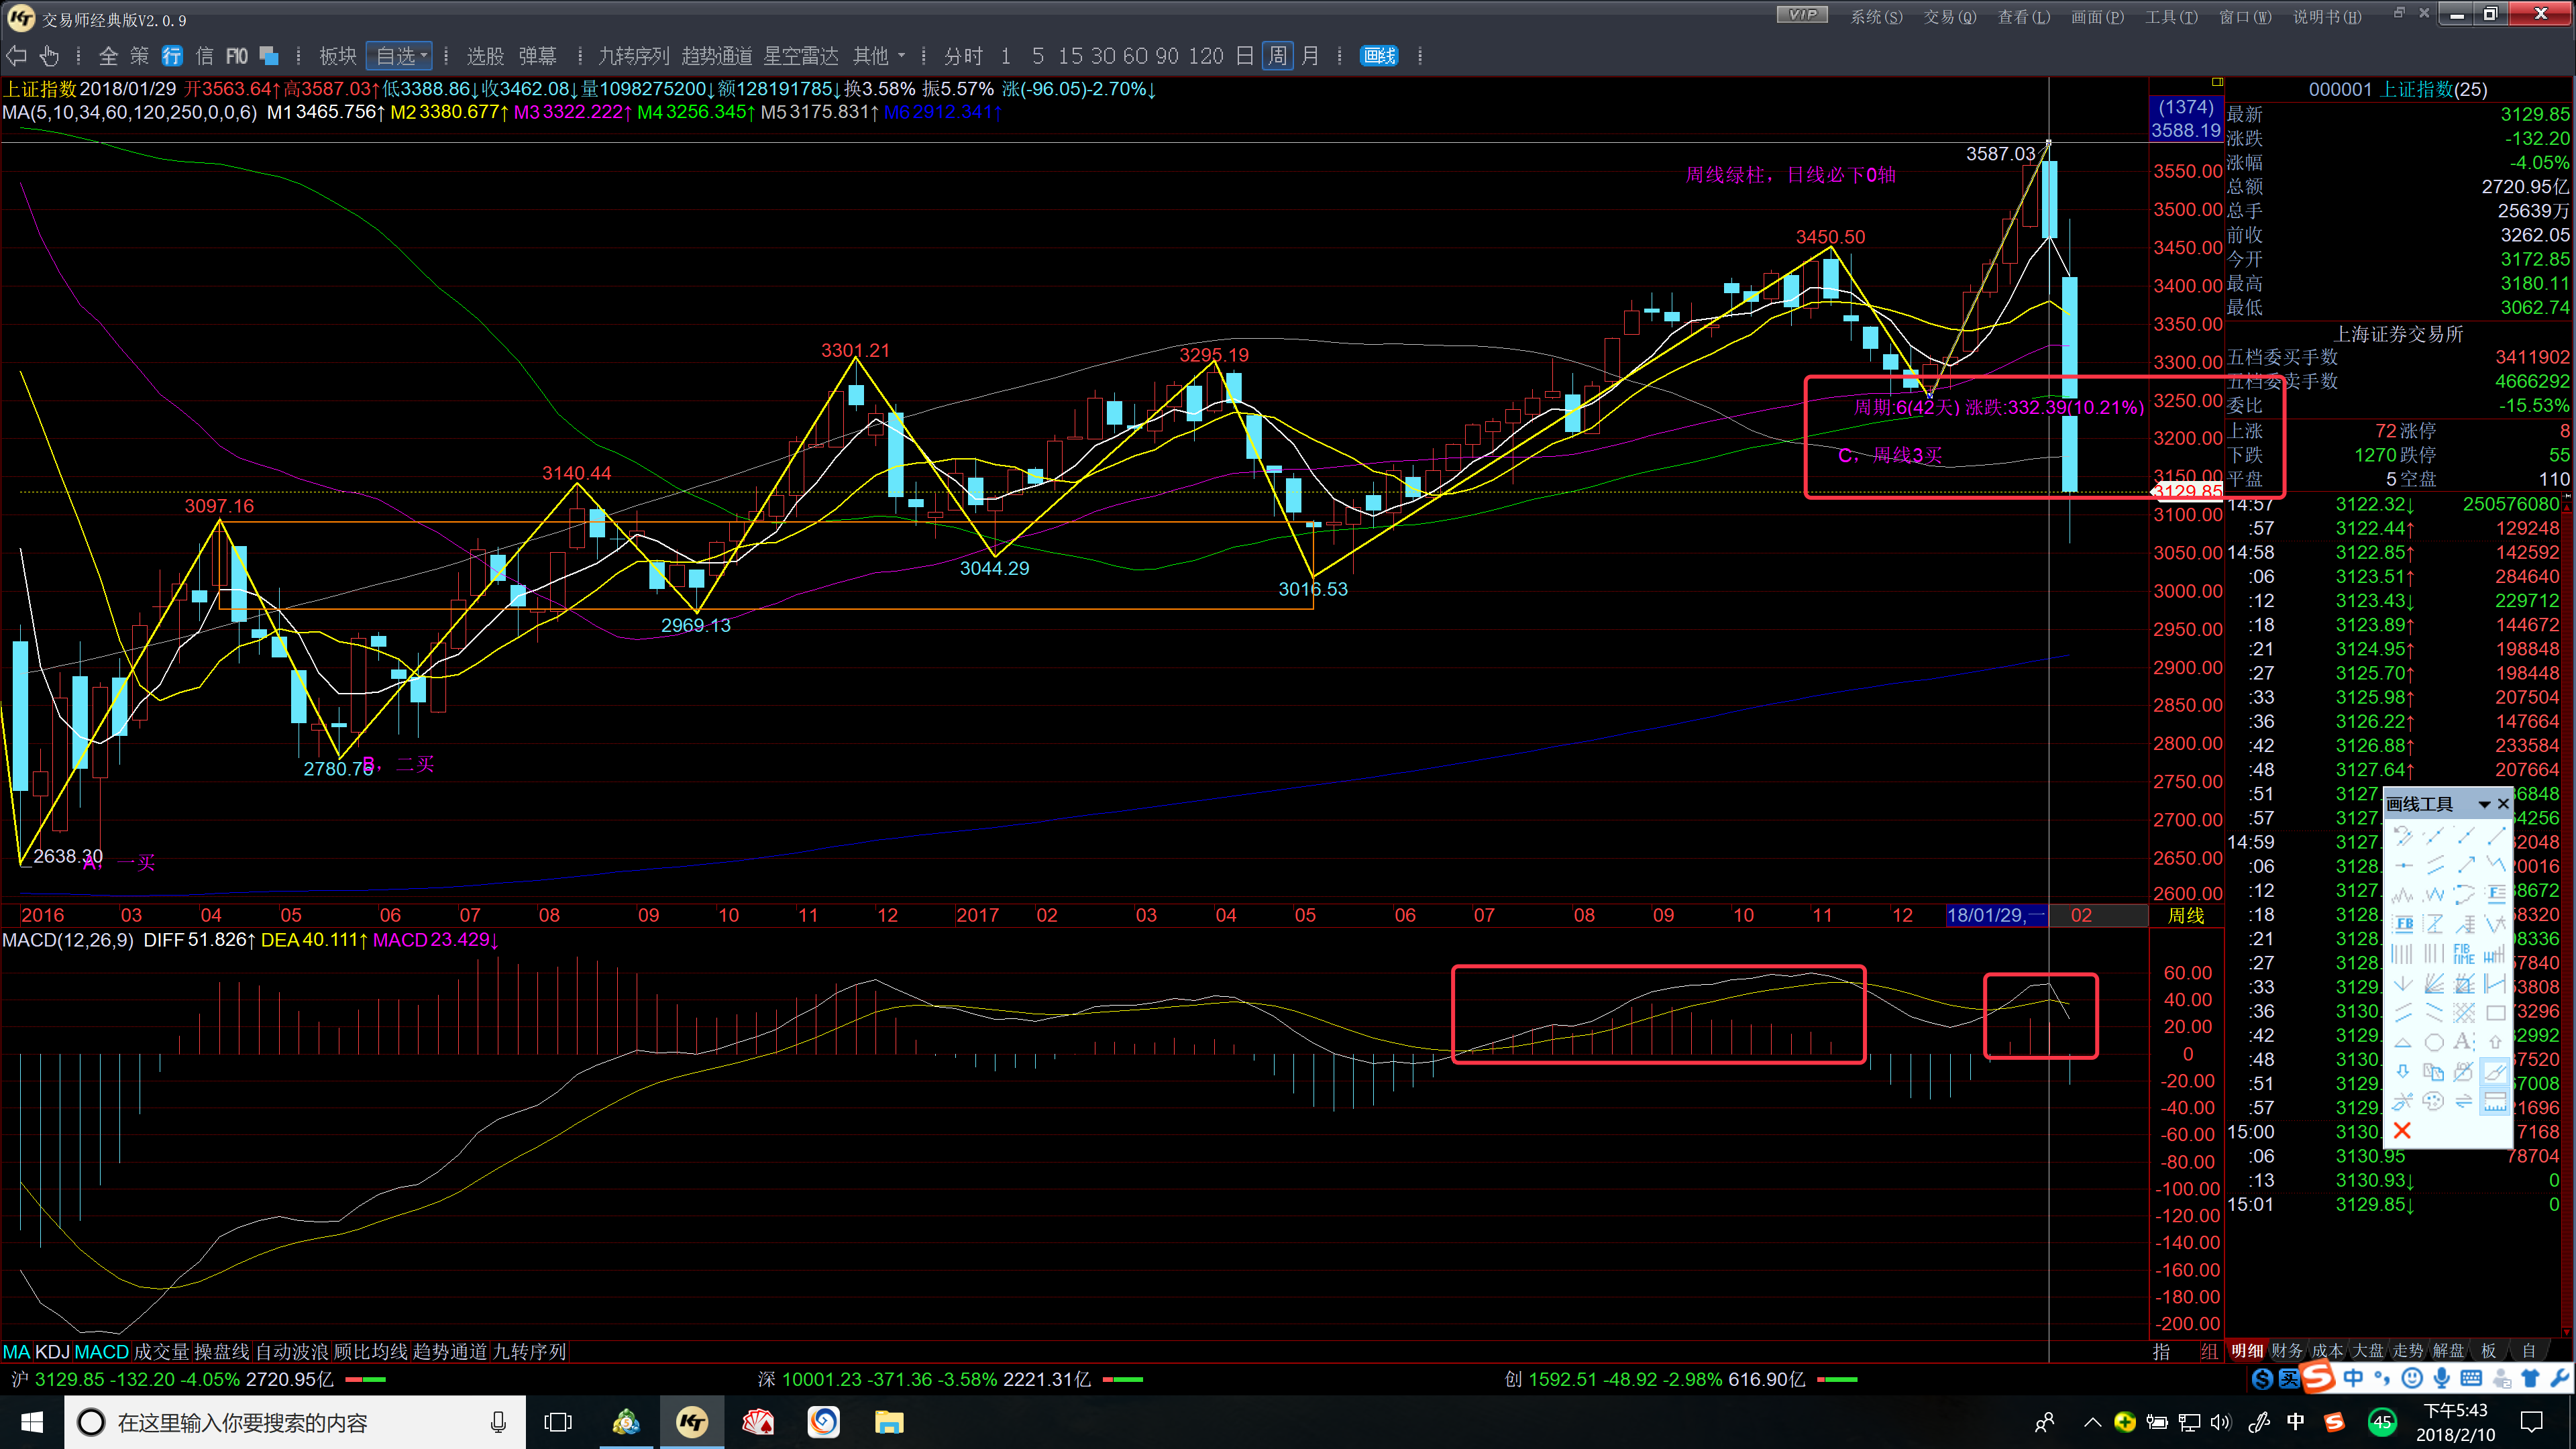 交易师经典版V2.0.9
VIP 系统(S) 交易(Q) 查看(L) 画面(P) 工具(T) 窗口(W) 说明书(H)
全 策 行 信 F10 板块 自选 选股 弹幕 九转序列 趋势通道 星空雷达 其他 分时 1 5 15 30 60 90 120 日 周 月 画线
上证指数2018/01/29 开3563.64↑高3587.03↑低3388.86↓收3462.08↓量1098275200↓额128191785↓换3.58% 振5.57% 涨(-96.05)-2.70%↓
MA(5,10,34,60,120,250,0,0,6) M1 3465.756↑ M2 3380.677↑ M3 3322.222↑ M4 3256.345↑ M5 3175.831↑ M6 2912.341↑
(1374)
3588.19
3587.03
周线绿柱，日线必下0轴
3550.00
3500.00
3450.50
3450.00
3400.00
3350.00
3301.21
3295.19
3300.00
周期:6(42天) 涨跌:332.39(10.21%)
3250.00
3200.00
C，周线3买
3140.44
3150.00
3129.85
3097.16
3100.00
3044.29
3050.00
3016.53
3000.00
2969.13
2950.00
2900.00
2850.00
2800.00
2780.76
B，二买
2750.00
2700.00
2638.30
A，一买
2650.00
2600.00
2016 03 04 05 06 07 08 09 10 11 12 2017 02 03 04 05 06 07 08 09 10 11 12 18/01/29,一 02 周线
MACD(12,26,9) DIFF 51.826↑ DEA 40.111↑ MACD 23.429↓
60.00
40.00
20.00
0
-20.00
-40.00
-60.00
-80.00
-100.00
-120.00
-140.00
-160.00
-180.00
-200.00
MA KDJ MACD 成交量 操盘线 自动波浪 顾比均线 趋势通道 九转序列 指 组
000001 上证指数(25)
最新 3129.85
涨跌 -132.20
涨幅 -4.05%
总额 2720.95亿
总手 25639万
前收 3262.05
今开 3172.85
最高 3180.11
最低 3062.74
上海证券交易所
五档委买手数 3411902
五档委卖手数 4666292
委比 -15.53%
上涨 72 涨停 8
下跌 1270 跌停 55
平盘 5 空盘 110
14:57 3122.32↓ 250576080
:57 3122.44↑ 129248
14:58 3122.85↑ 142592
:06 3123.51↑ 284640
:12 3123.43↓ 229712
:18 3123.89↑ 144672
:21 3124.95↑ 198848
:27 3125.70↑ 198448
:33 3125.98↑ 207504
:36 3126.22↑ 147664
:42 3126.88↑ 233584
:48 3127.64↑ 207664
:51 3127. 6848
画线工具
:57 3127. 4256
14:59 3127. 2048
:06 3128. 0016
:12 3127. 8672
:18 3128. 8320
:21 3128. 8336
:27 3128. 7840
:33 3129. 3808
:36 3130. 3296
:42 3129. 2992
:48 3130. 7520
:51 3129. 7008
:57 3129. 1696
15:00 3130. 7168
:06 3130.95 78704
:13 3130.93↓ 0
15:01 3129.85↓ 0
F
FB
FIB TIME
A
明细 财务 成本 大盘 走势 解盘 板 自
沪 3129.85 -132.20 -4.05% 2720.95亿 深 10001.23 -371.36 -3.58% 2221.31亿 创 1592.51 -48.92 -2.98% 616.90亿
买 中
在这里输入你要搜索的内容
中 45
下午5:43
2018/2/10